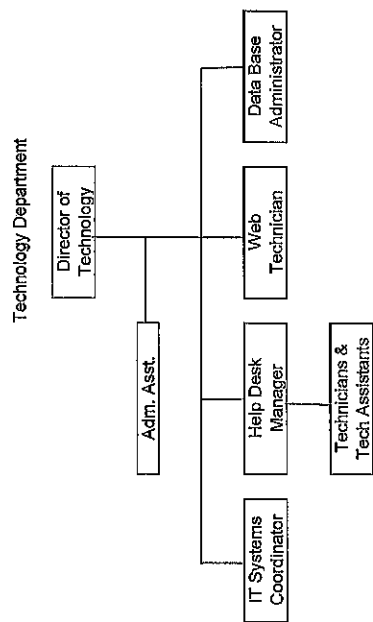 Technology Department
Director of
Technology
Adm. Asst.
IT Systems
Coordinator
Help Desk
Manager
Web
Technician
Data Base
Administrator
Technicians &
Tech Assistants